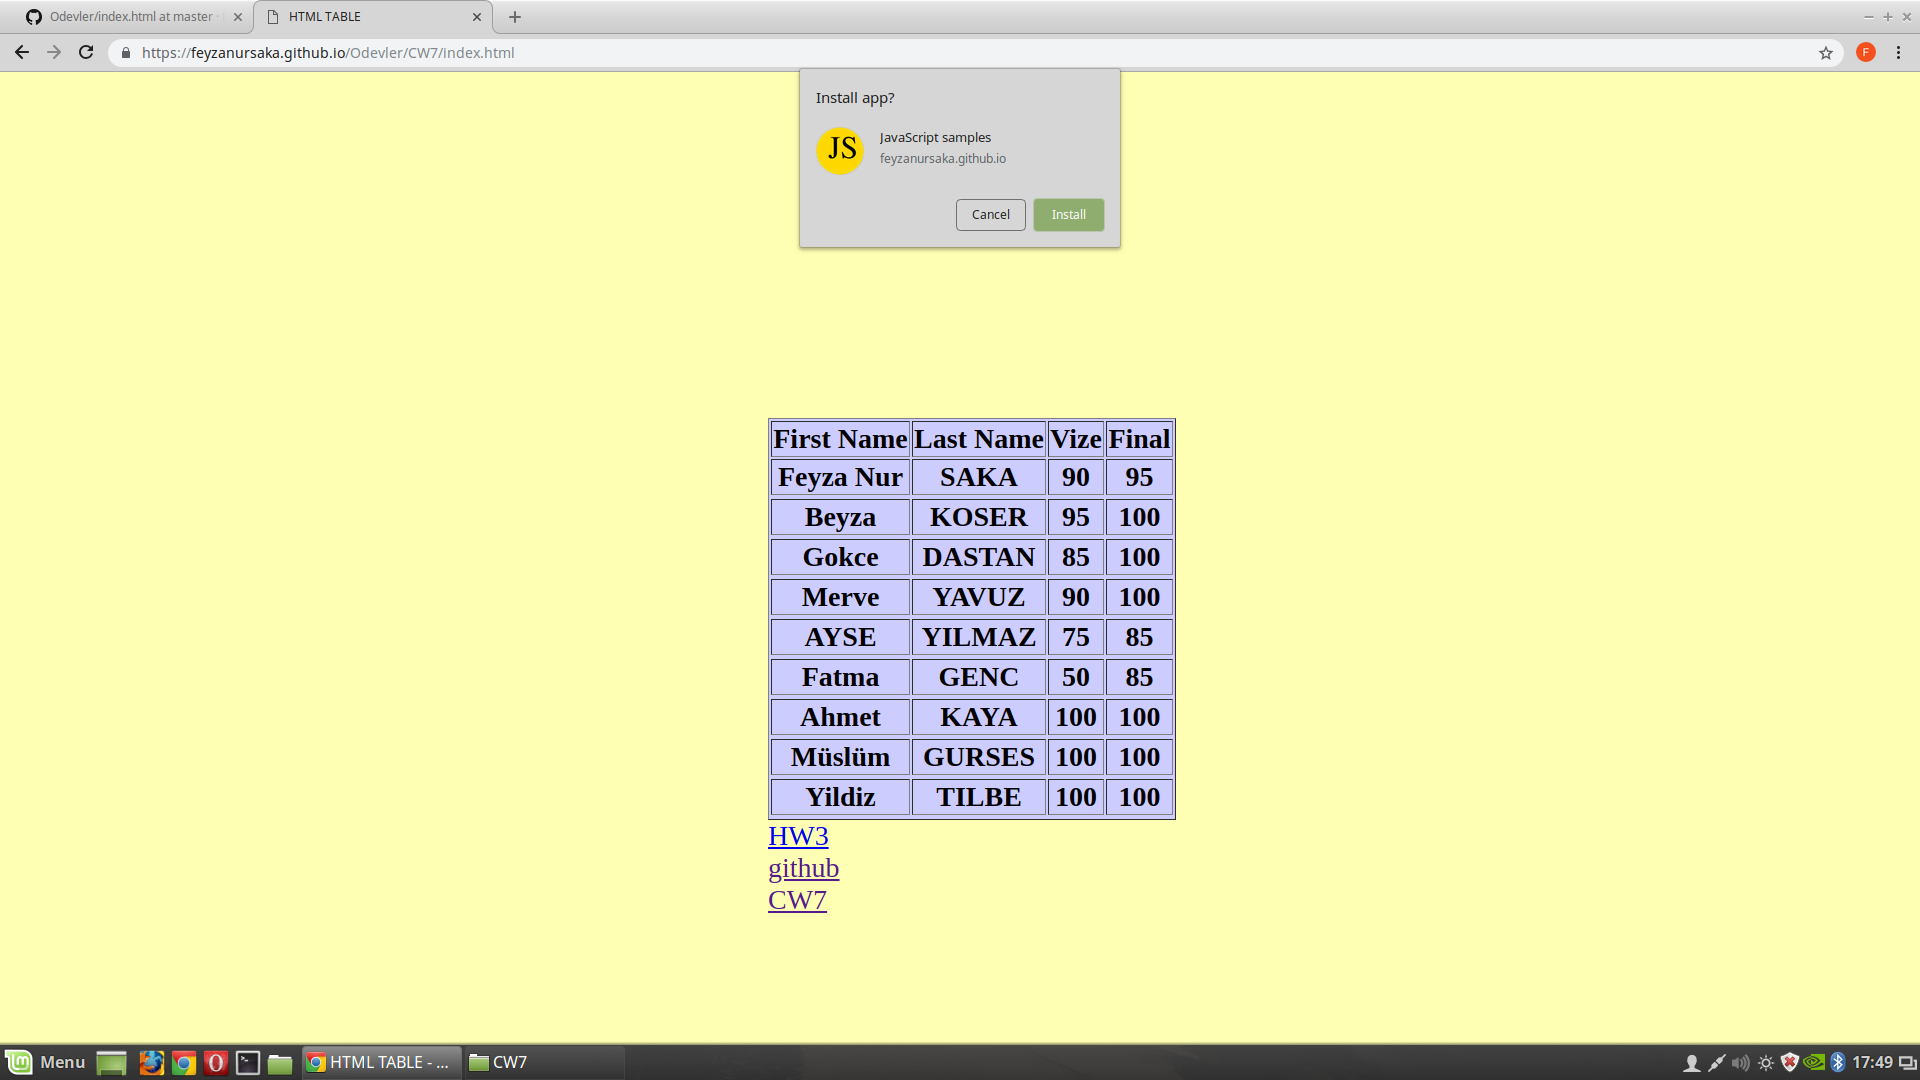 Odevler/index.html at master ·
HTML TABLE
https://feyzanursaka.github.io/Odevler/CW7/index.html
F
Install app?
JS
JavaScript samples
feyzanursaka.github.io
Cancel
Install
First Name Last Name Vize Final
Feyza Nur SAKA 90 95
Beyza KOSER 95 100
Gokce DASTAN 85 100
Merve YAVUZ 90 100
AYSE YILMAZ 75 85
Fatma GENC 50 85
Ahmet KAYA 100 100
Müslüm GURSES 100 100
Yildiz TILBE 100 100
HW3
github
CW7
Menu
HTML TABLE - ...
CW7
17:49